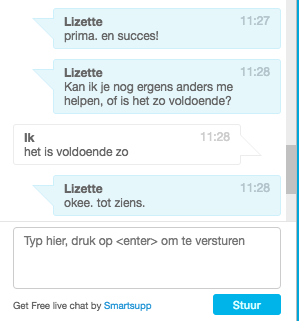 Lizette 11:27
prima. en succes!
Lizette 11:28
Kan ik je nog ergens anders me
helpen, of is het zo voldoende?
Ik 11:28
het is voldoende zo
Lizette 11:28
okee. tot ziens.
Typ hier, druk op <enter> om te versturen
Get Free live chat by Smartsupp Stuur